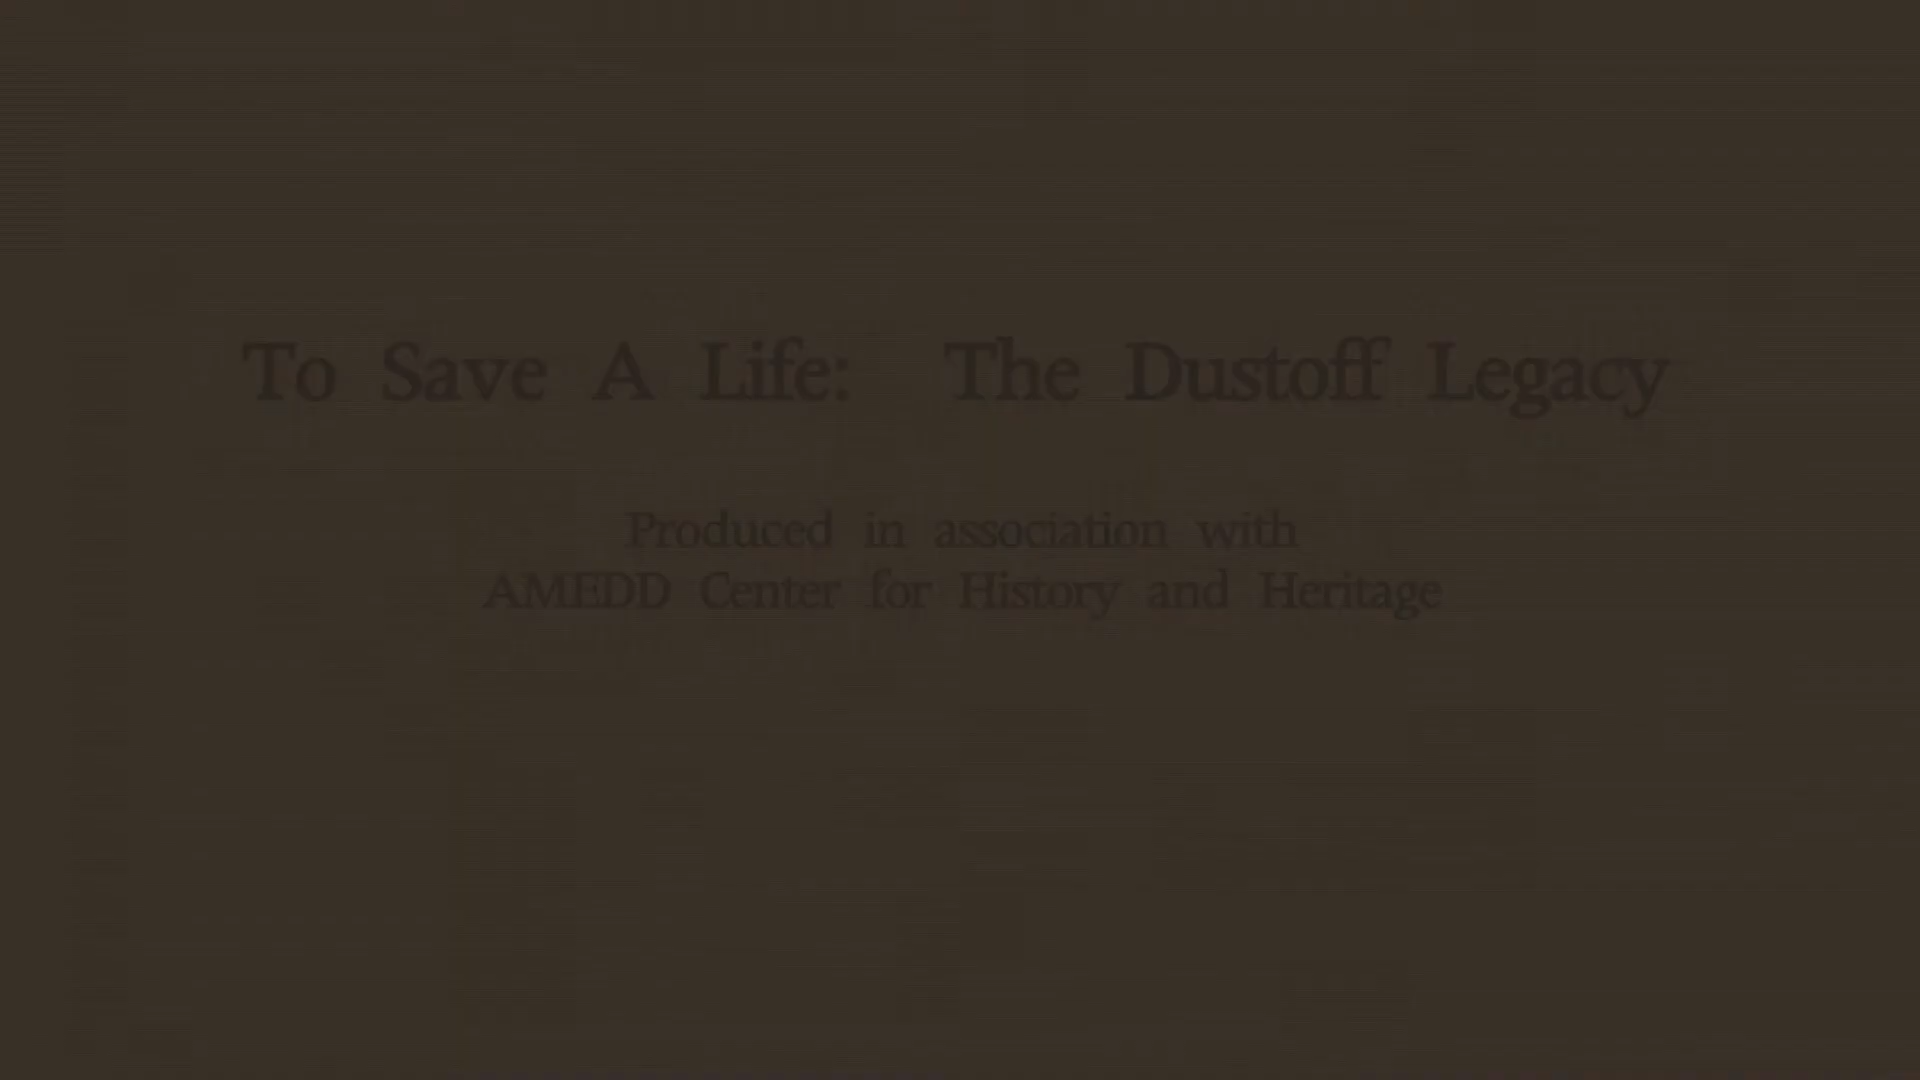 To Save A Life: The Dustoff Legacy
Produced in association with
AMEDD Center for History and Heritage